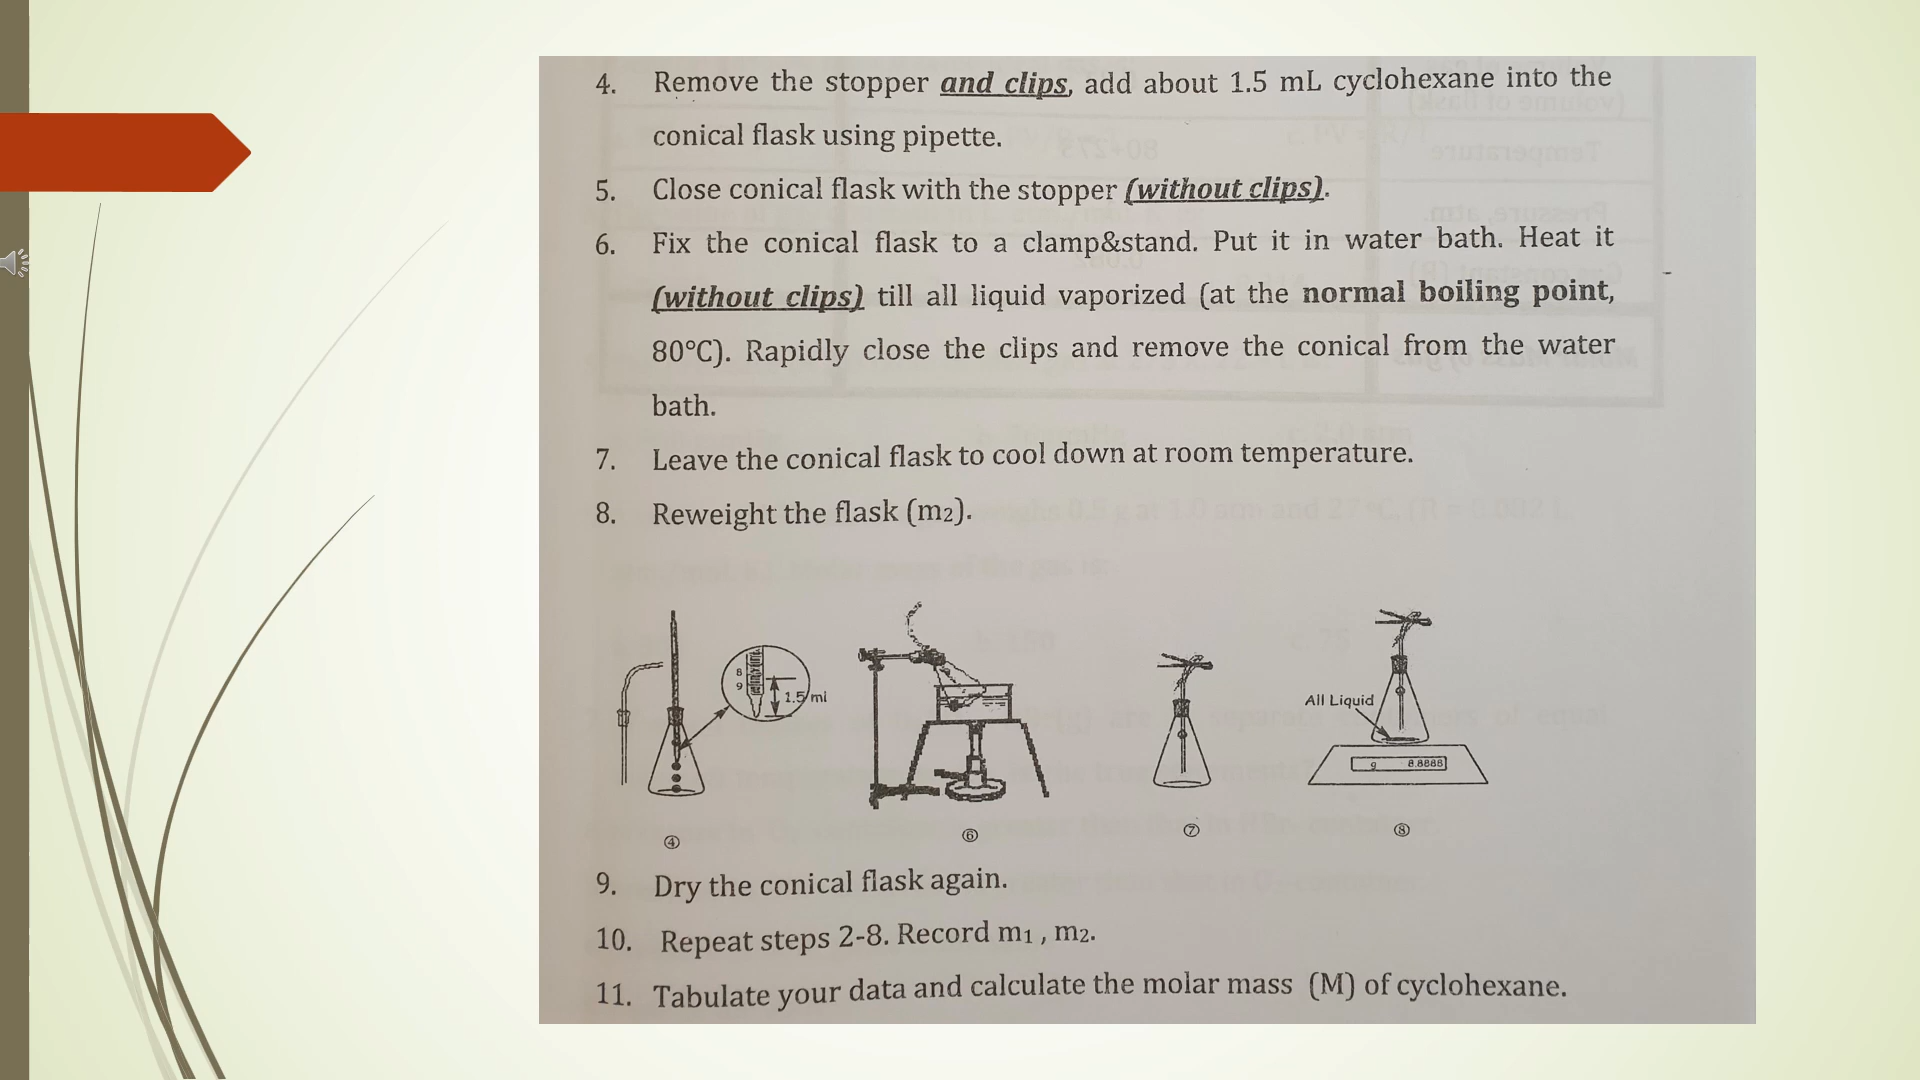 4. Remove the stopper and clips, add about 1.5 mL cyclohexane into the
conical flask using pipette.
5. Close conical flask with the stopper (without clips).
6. Fix the conical flask to a clamp&stand. Put it in water bath. Heat it
(without clips) till all liquid vaporized (at the normal boiling point,
80°C). Rapidly close the clips and remove the conical from the water
bath.
7. Leave the conical flask to cool down at room temperature.
8. Reweight the flask (m₂).
8
9
1.5 ml
All Liquid
g 8.8888
④ ⑥ ⑦ ⑧
9. Dry the conical flask again.
10. Repeat steps 2-8. Record m₁ , m₂.
11. Tabulate your data and calculate the molar mass (M) of cyclohexane.